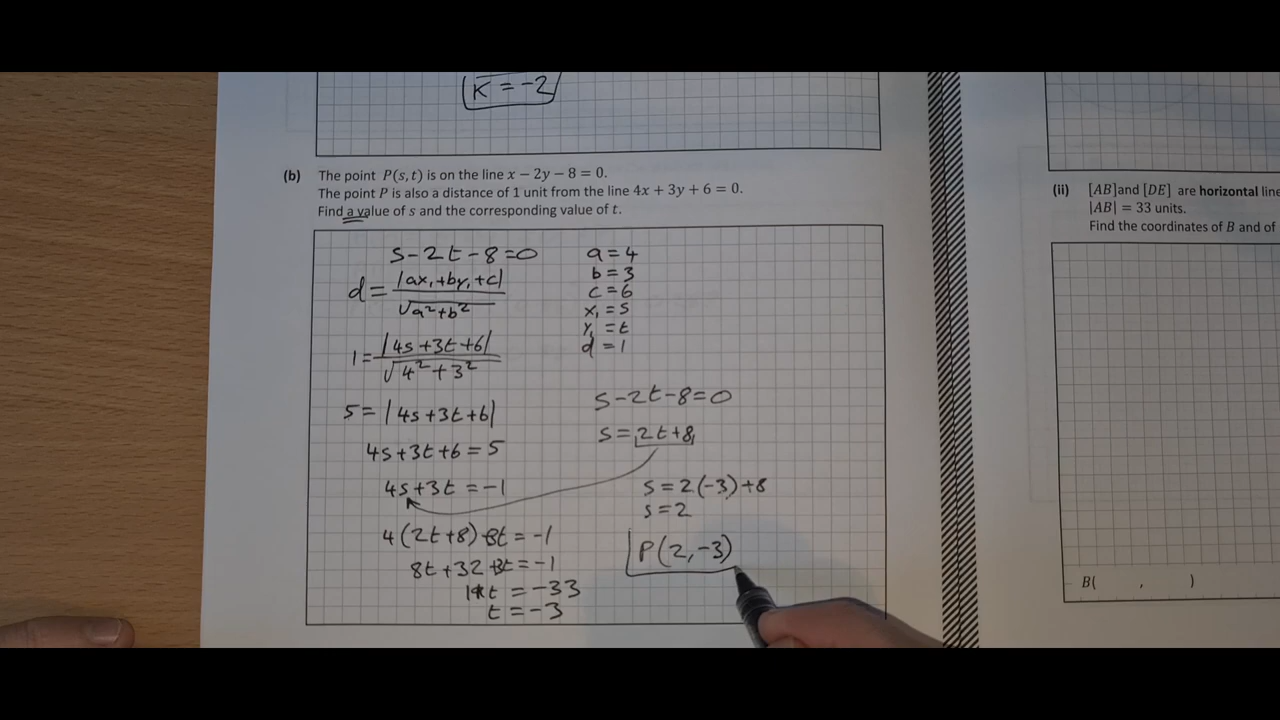 K = -2
(b) The point P(s, t) is on the line x − 2y − 8 = 0.
The point P is also a distance of 1 unit from the line 4x + 3y + 6 = 0.
Find a value of s and the corresponding value of t.
s - 2t - 8 = 0
d = |ax₁+by₁+c| / √a²+b²
1 = |4s+3t+6| / √4²+3²
5 = |4s+3t+6|
4s+3t+6 = 5
4s+3t = -1
4(2t+8)+3t = -1
8t+32+3t = -1
11t = -33
t = -3
a = 4
b = 3
c = 6
x₁ = s
y₁ = t
d = 1
s-2t-8=0
s = 2t+8
s = 2(-3)+8
s = 2
P(2,-3)
(ii) [AB]and [DE] are horizontal line
|AB| = 33 units.
Find the coordinates of B and of
B( , )